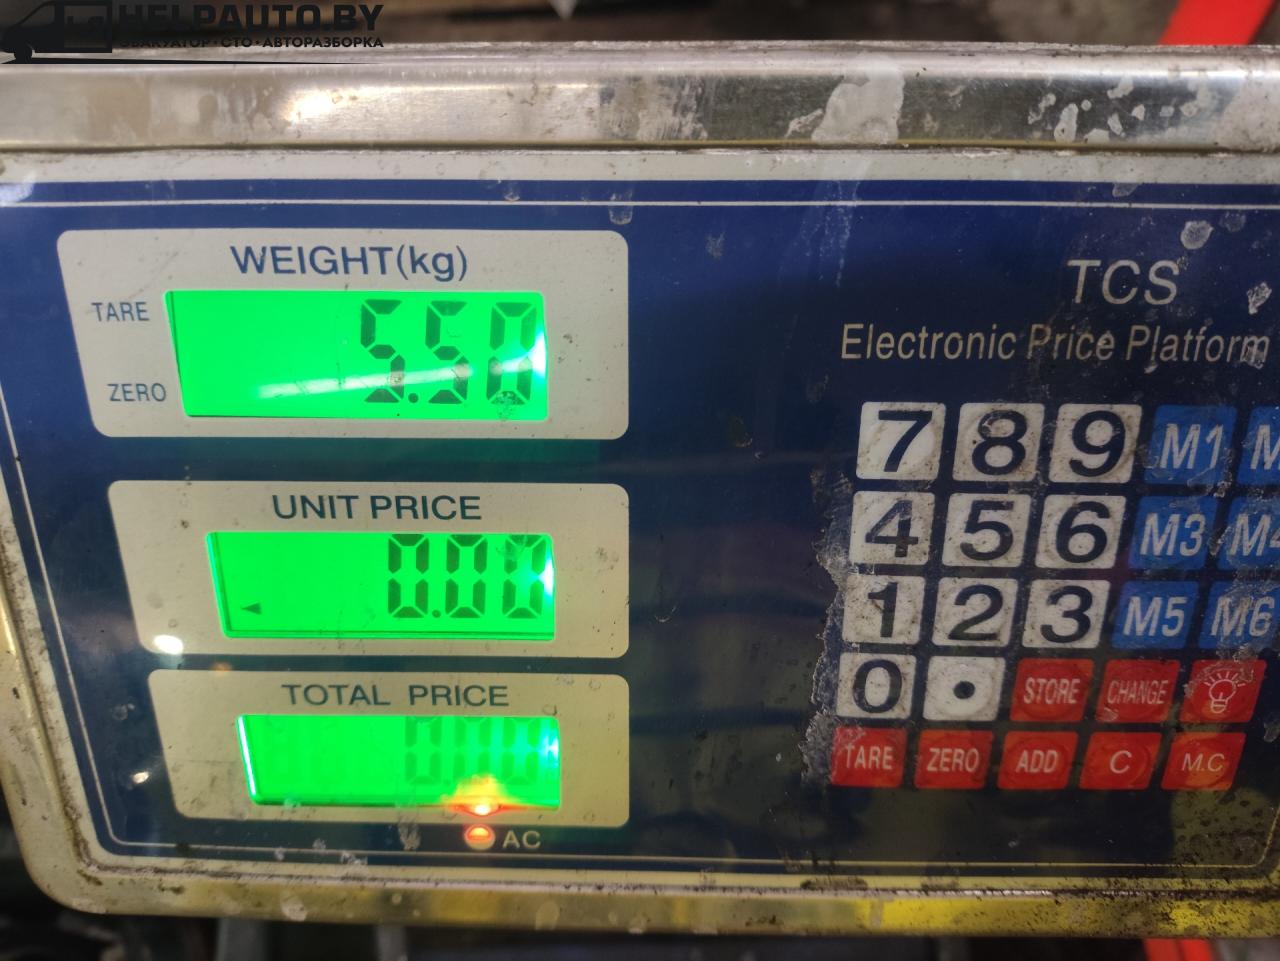 HELPAUTO.BY
ЭВАКУАТОР • СТО • АВТОРАЗБОРКА
WEIGHT(kg)
TARE
ZERO
5.50
UNIT PRICE
0.00
TOTAL PRICE
0.00
AC
TCS
Electronic Price Platform
7 8 9 M1
4 5 6 M3 M4
1 2 3 M5 M6
0 • STORE CHANGE
TARE ZERO ADD C M.C